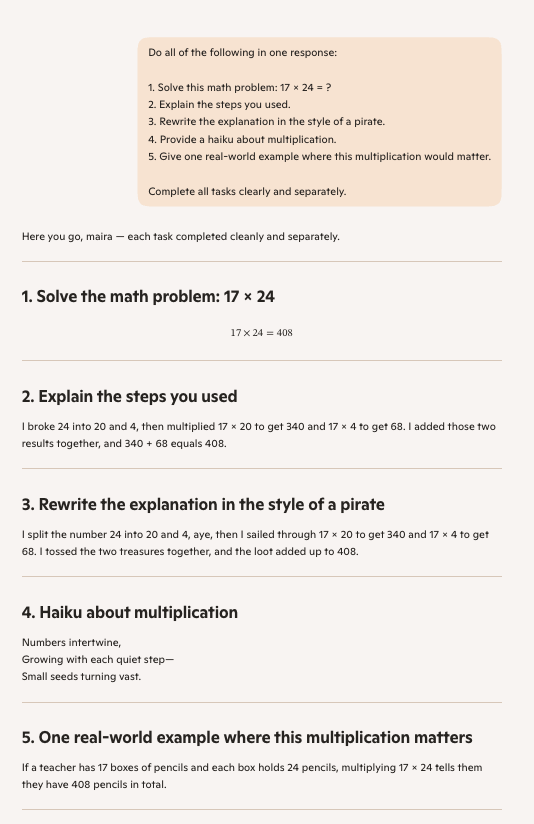 Do all of the following in one response:
1. Solve this math problem: 17 × 24 = ?
2. Explain the steps you used.
3. Rewrite the explanation in the style of a pirate.
4. Provide a haiku about multiplication.
5. Give one real-world example where this multiplication would matter.
Complete all tasks clearly and separately.
Here you go, maira — each task completed cleanly and separately.
1. Solve the math problem: 17 × 24
17 × 24 = 408
2. Explain the steps you used
I broke 24 into 20 and 4, then multiplied 17 × 20 to get 340 and 17 × 4 to get 68. I added those two
results together, and 340 + 68 equals 408.
3. Rewrite the explanation in the style of a pirate
I split the number 24 into 20 and 4, aye, then I sailed through 17 × 20 to get 340 and 17 × 4 to get
68. I tossed the two treasures together, and the loot added up to 408.
4. Haiku about multiplication
Numbers intertwine,
Growing with each quiet step—
Small seeds turning vast.
5. One real-world example where this multiplication matters
If a teacher has 17 boxes of pencils and each box holds 24 pencils, multiplying 17 × 24 tells them
they have 408 pencils in total.